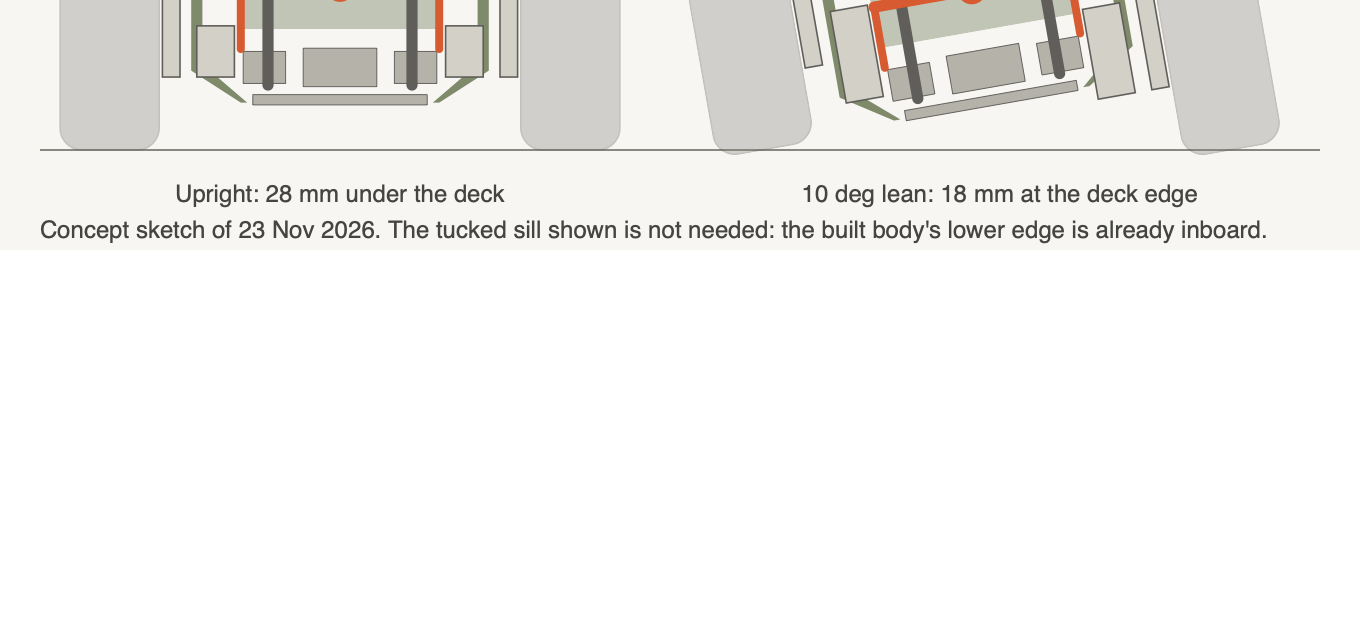 Upright: 28 mm under the deck
10 deg lean: 18 mm at the deck edge
Concept sketch of 23 Nov 2026. The tucked sill shown is not needed: the built body's lower edge is already inboard.